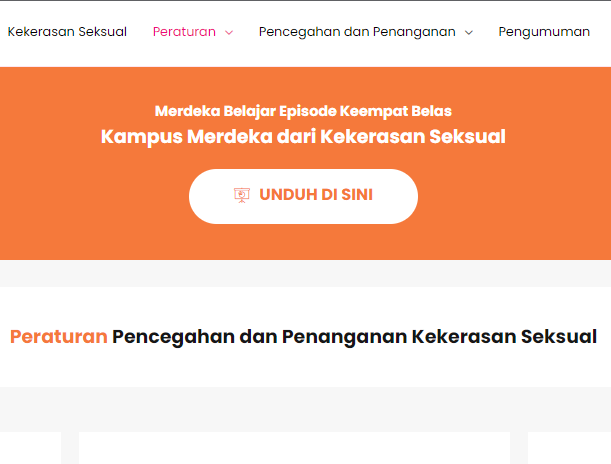 Kekerasan Seksual Peraturan Pencegahan dan Penanganan Pengumuman
Merdeka Belajar Episode Keempat Belas
Kampus Merdeka dari Kekerasan Seksual
UNDUH DI SINI
Peraturan Pencegahan dan Penanganan Kekerasan Seksual